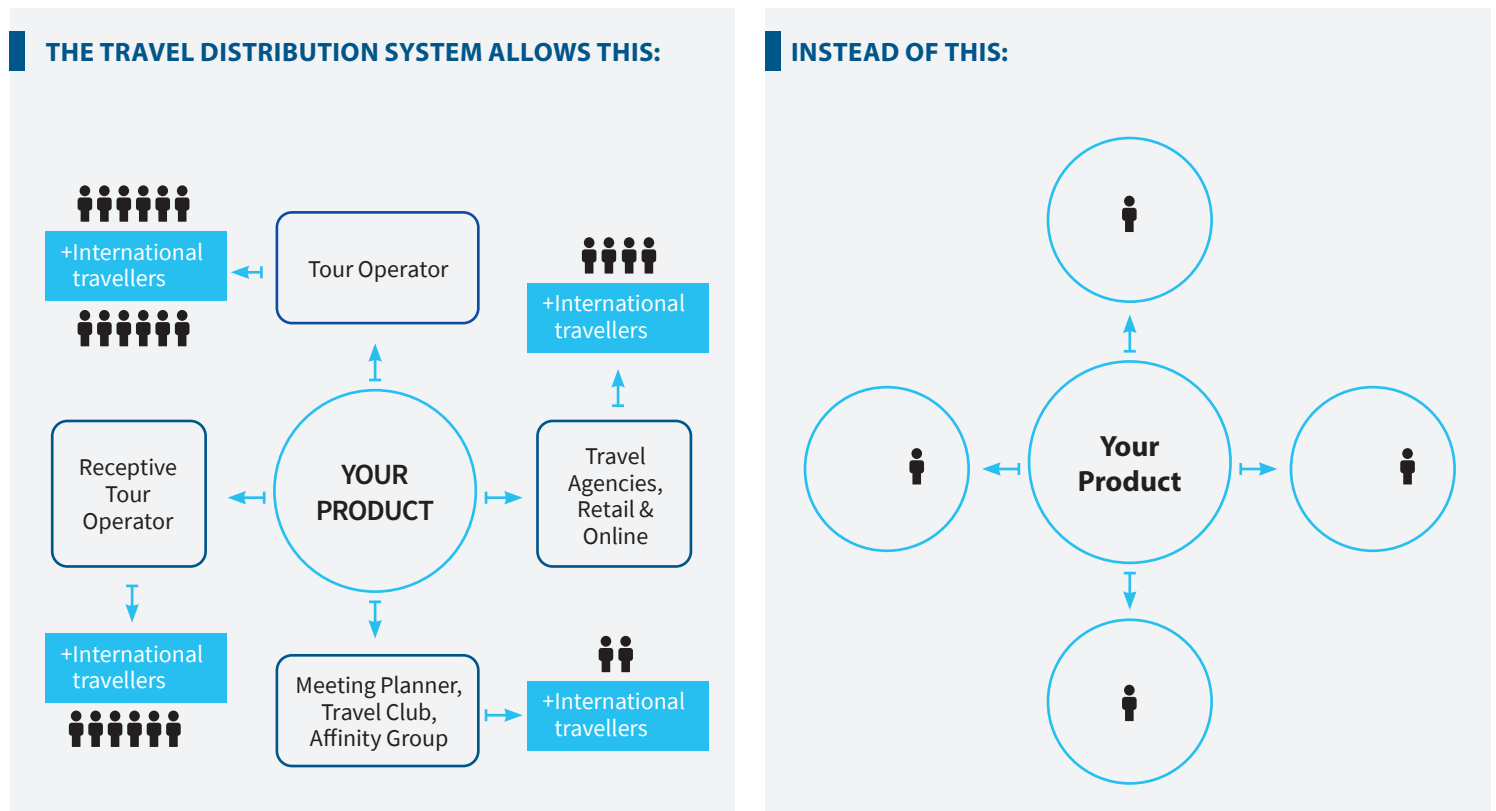 THE TRAVEL DISTRIBUTION SYSTEM ALLOWS THIS:
+International
travellers
Tour Operator
+International
travellers
Receptive
Tour
Operator
YOUR
PRODUCT
Travel
Agencies,
Retail &
Online
+International
travellers
Meeting Planner,
Travel Club,
Affinity Group
+International
travellers
INSTEAD OF THIS:
Your
Product